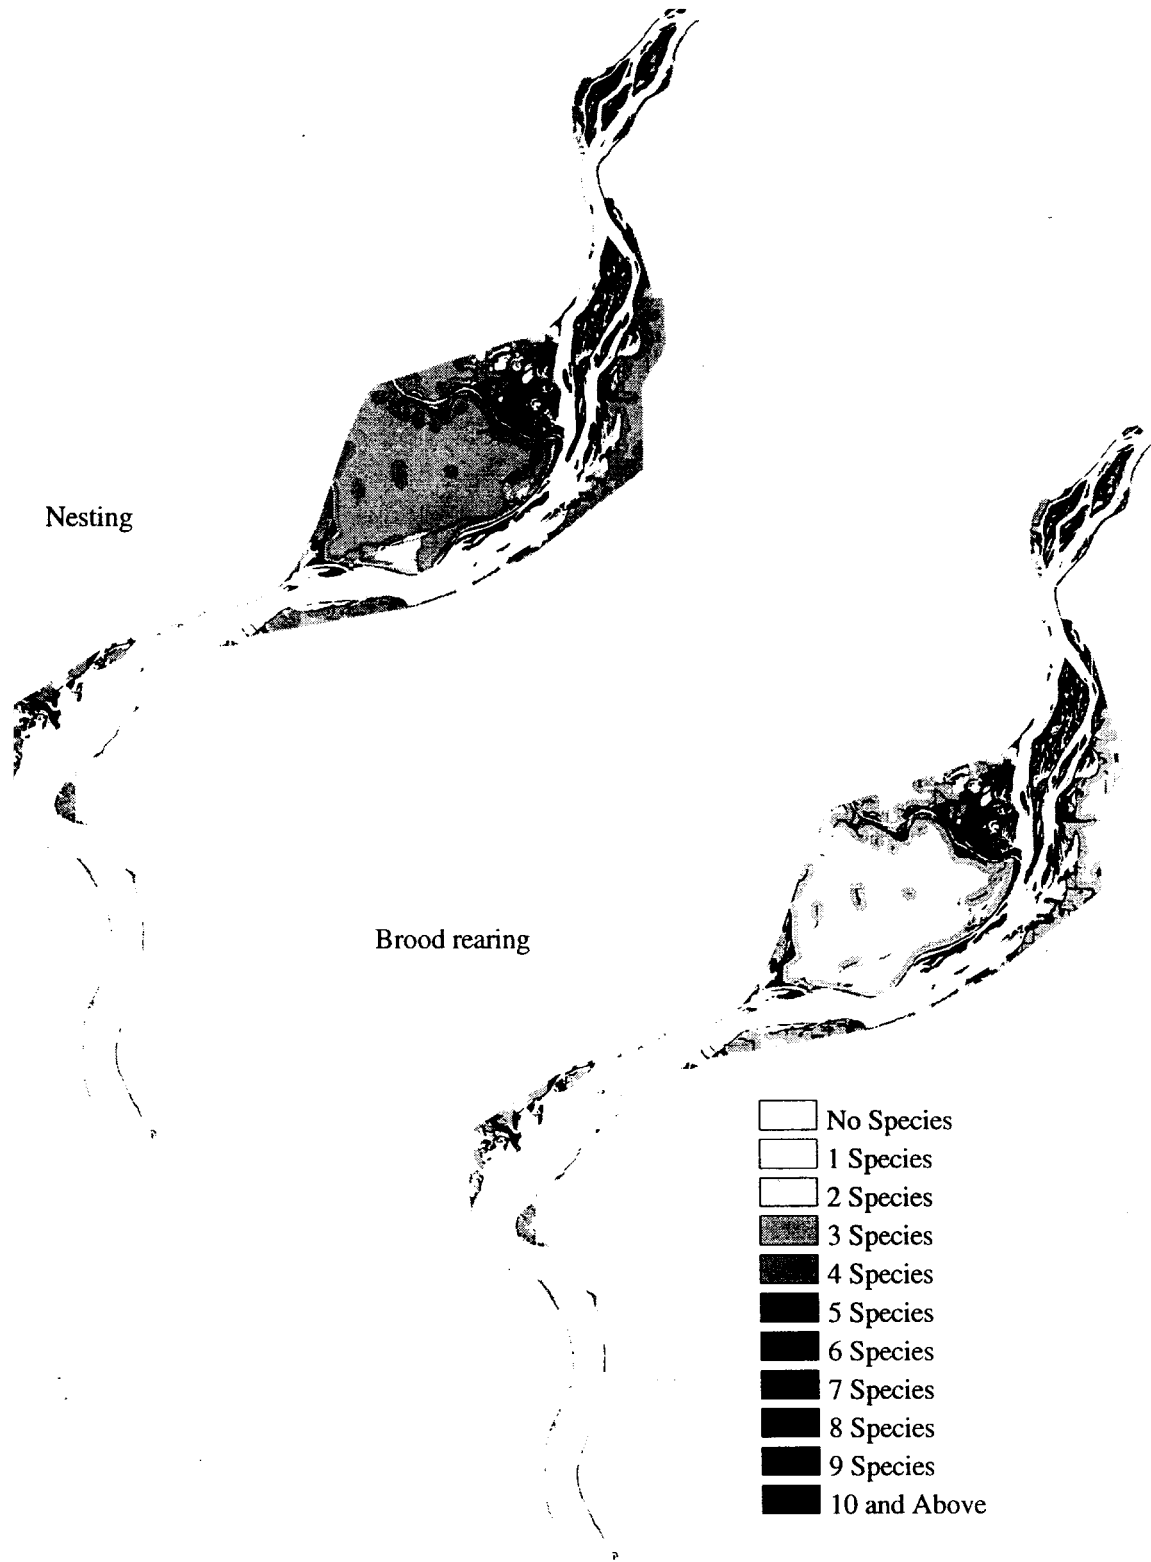 Nesting
Brood rearing
No Species
1 Species
2 Species
3 Species
4 Species
5 Species
6 Species
7 Species
8 Species
9 Species
10 and Above